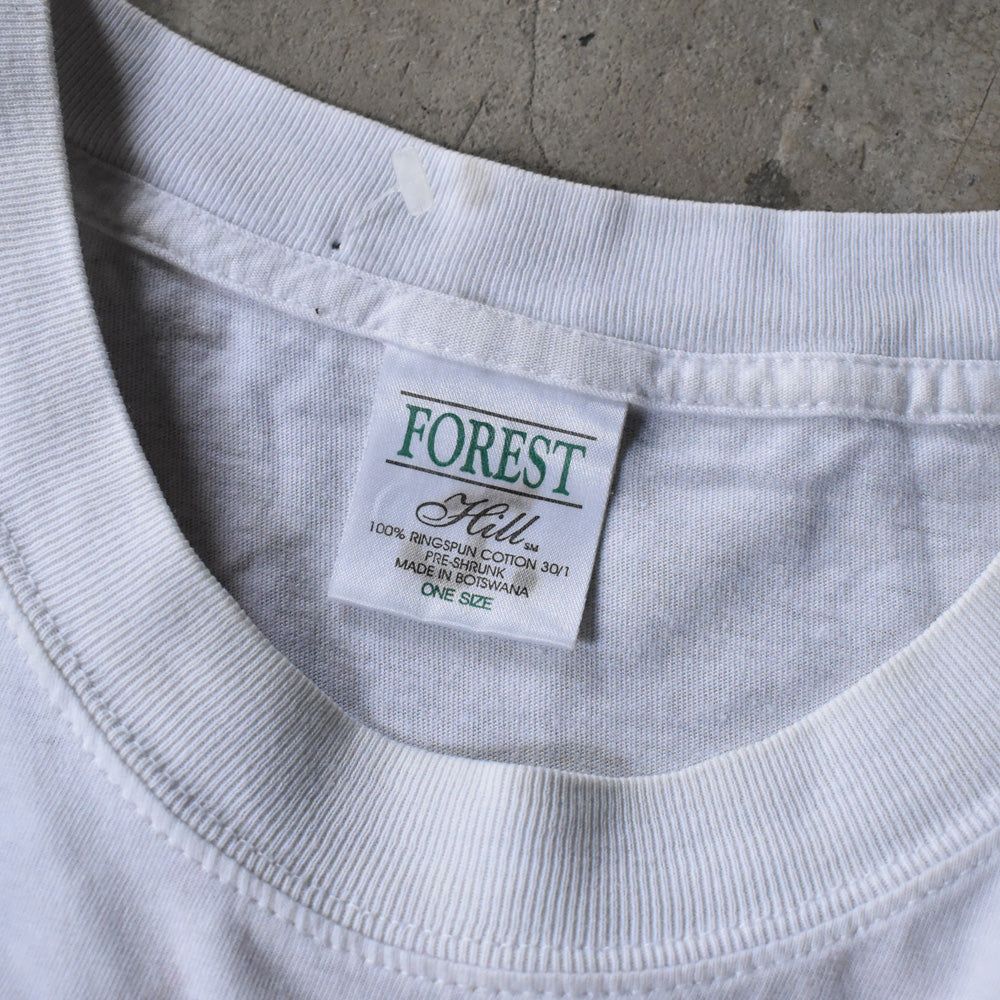 FOREST
Hill SM
100% RINGSPUN COTTON 30/1
PRE-SHRUNK
MADE IN BOTSWANA
ONE SIZE